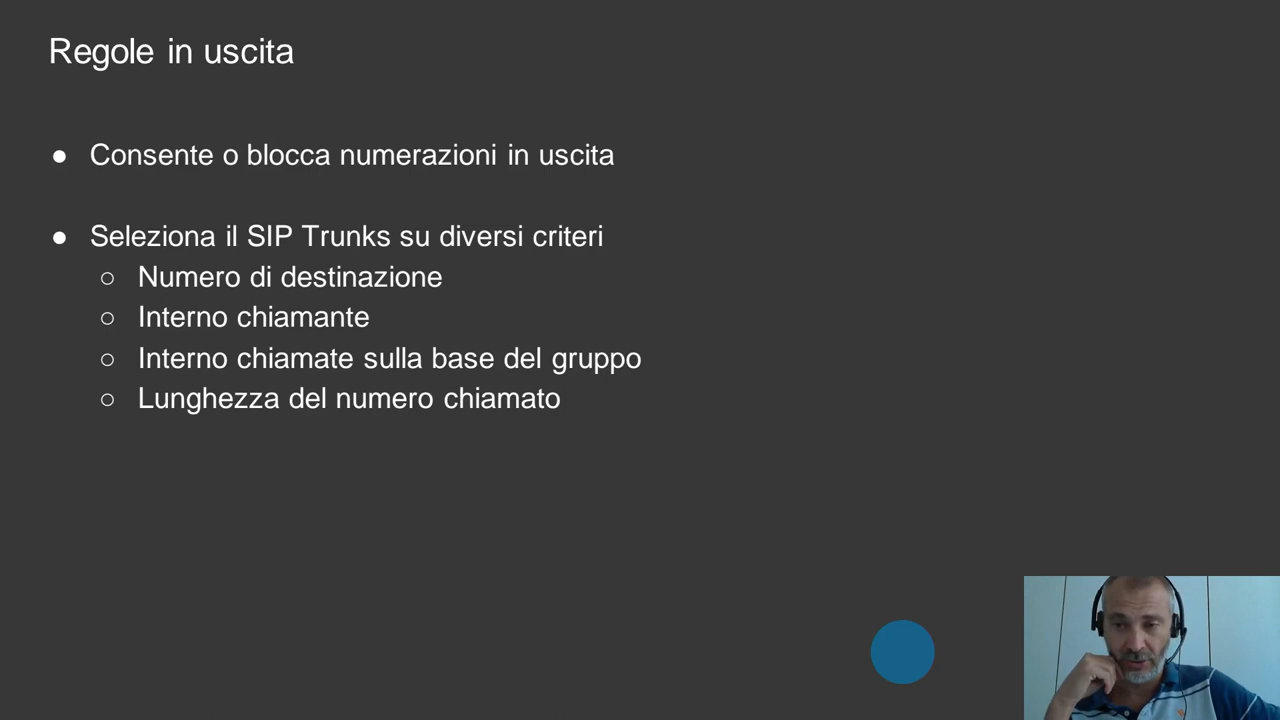 Regole in uscita
● Consente o blocca numerazioni in uscita
● Seleziona il SIP Trunks su diversi criteri
○ Numero di destinazione
○ Interno chiamante
○ Interno chiamate sulla base del gruppo
○ Lunghezza del numero chiamato